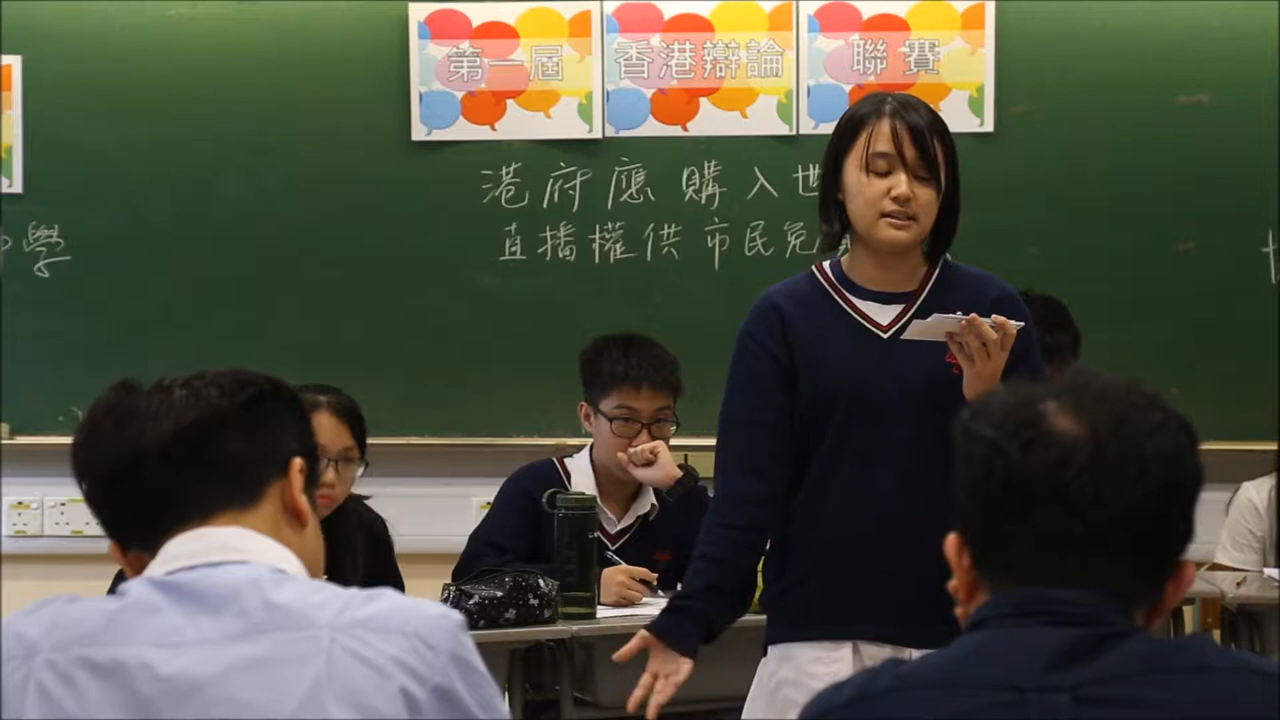 第一屆
香港辯論
聯賽
港府應購入世
直播權供市民免
學